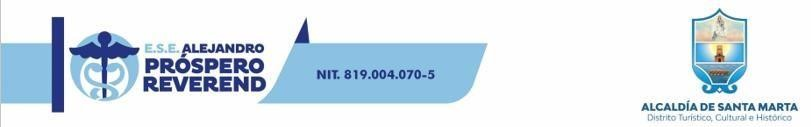 E.S.E. ALEJANDRO
PRÓSPERO
REVEREND
NIT. 819.004.070-5
ALCALDÍA DE SANTA MARTA
Distrito Turístico, Cultural e Histórico